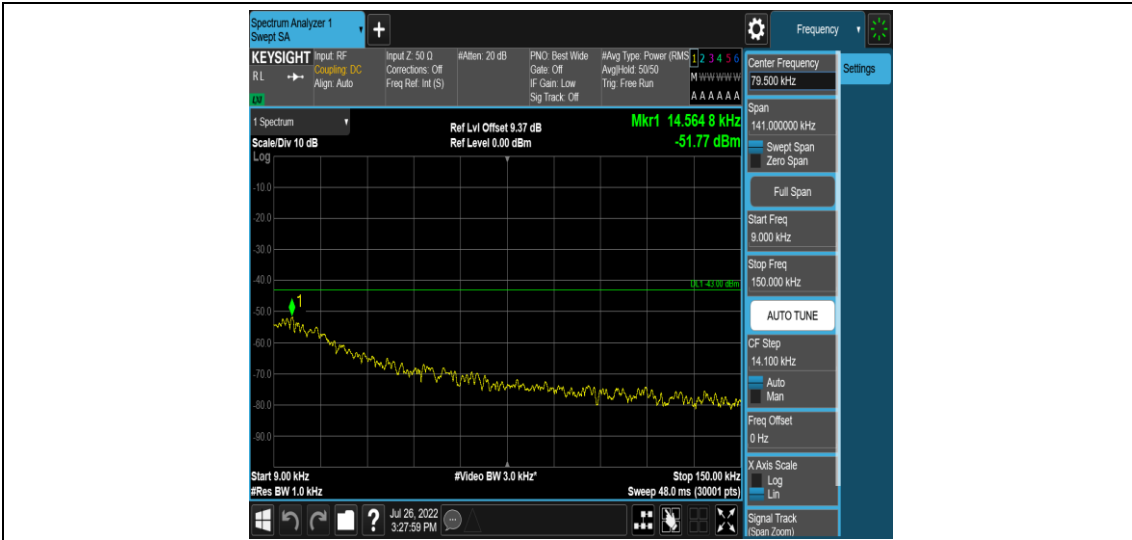 Spectrum Analyzer 1
Swept SA
+
Frequency
KEYSIGHT
RL
LXI
Input: RF
Coupling: DC
Align: Auto
Input Z: 50 Ω
Corrections: Off
Freq Ref: Int (S)
#Atten: 20 dB
PNO: Best Wide
Gate: Off
IF Gain: Low
Sig Track: Off
#Avg Type: Power (RMS
Avg|Hold: 50/50
Trig: Free Run
1 2 3 4 5 6
M W W W W W
A A A A A A
1 Spectrum
Scale/Div 10 dB
Log
Ref Lvl Offset 9.37 dB
Ref Level 0.00 dBm
Mkr1 14.564 8 kHz
-51.77 dBm
-10.0
-20.0
-30.0
-40.0
DL1 -43.00 dBm
1
-50.0
-60.0
-70.0
-80.0
-90.0
Start 9.00 kHz
#Video BW 3.0 kHz*
Stop 150.00 kHz
#Res BW 1.0 kHz
Sweep 48.0 ms (30001 pts)
?
Jul 26, 2022
3:27:59 PM
Center Frequency
79.500 kHz
Settings
Span
141.000000 kHz
Swept Span
Zero Span
Full Span
Start Freq
9.000 kHz
Stop Freq
150.000 kHz
AUTO TUNE
CF Step
14.100 kHz
Auto
Man
Freq Offset
0 Hz
X Axis Scale
Log
Lin
Signal Track
(Span Zoom)